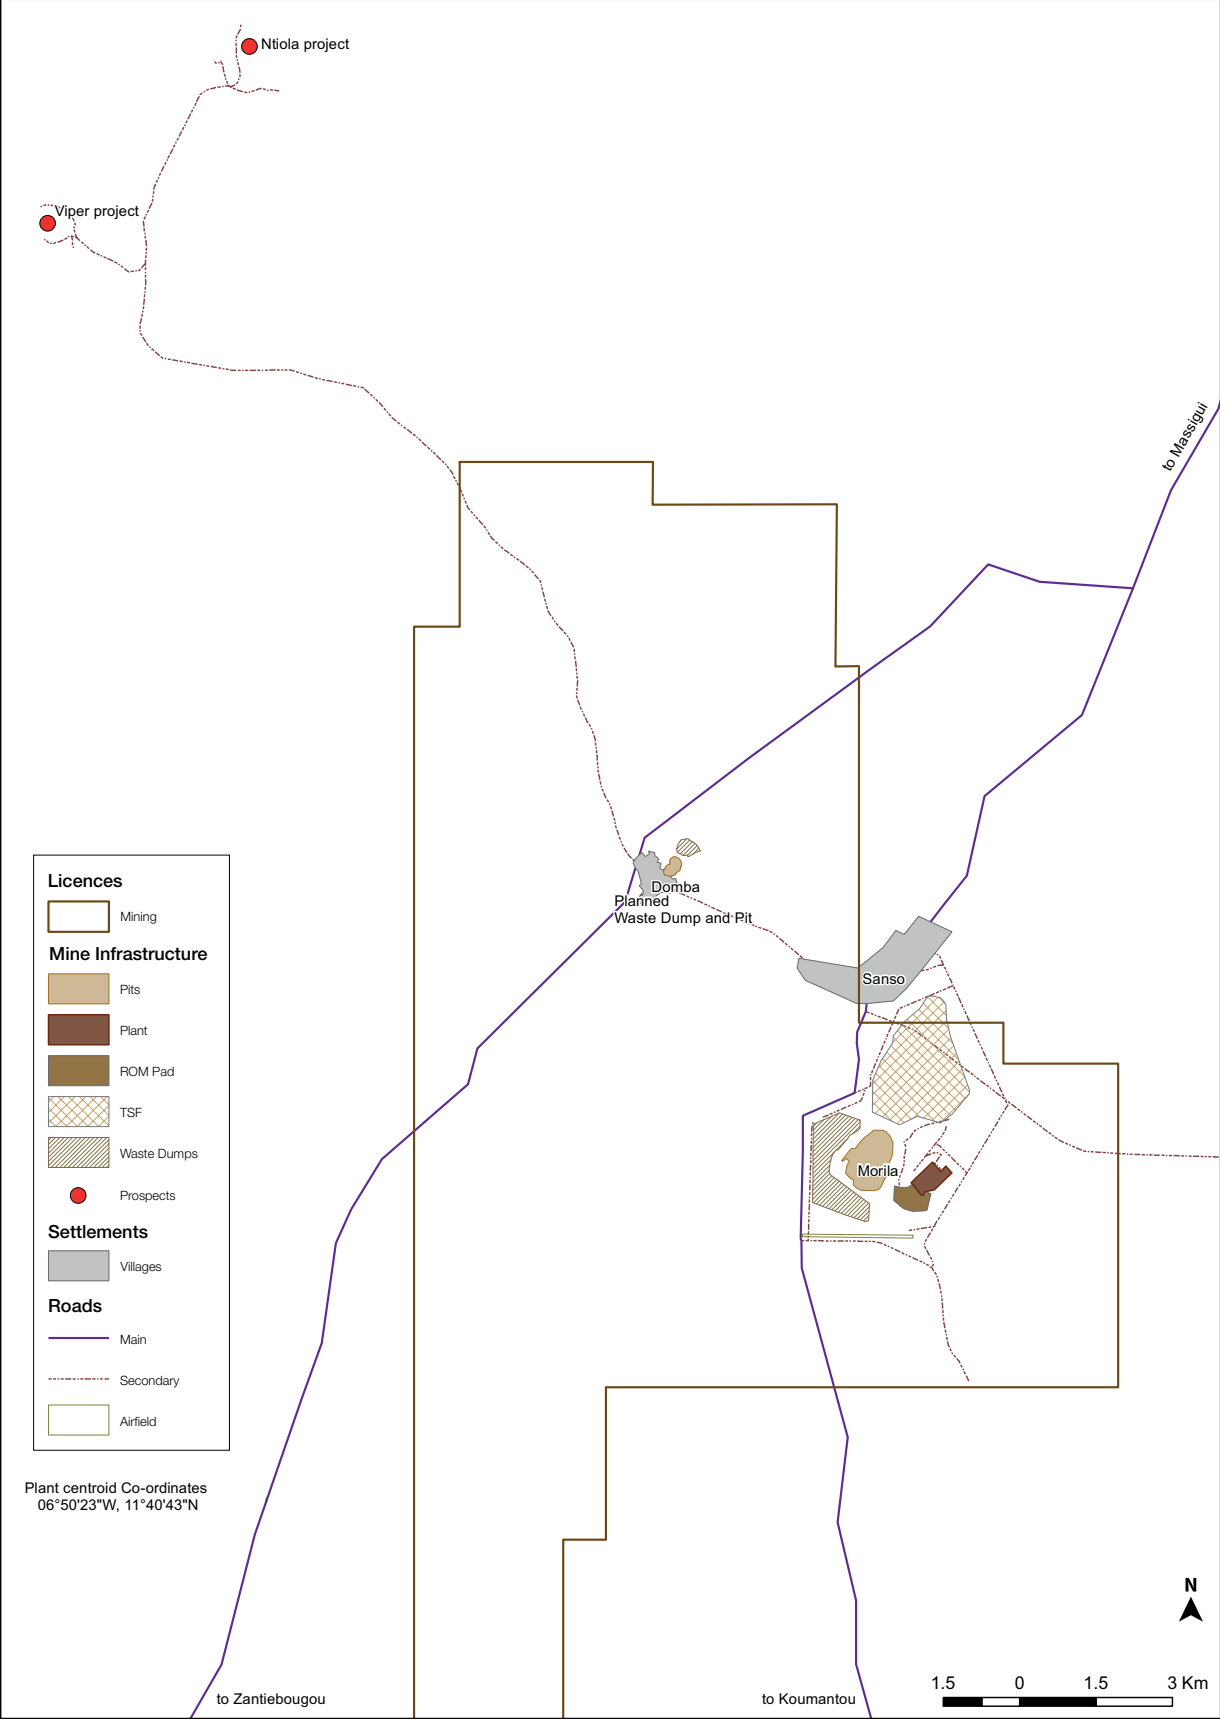 Ntiola project
Viper project
to Massigui
Domba
Planned
Waste Dump and Pit
Sanso
Morila
Licences
Mining
Mine Infrastructure
Pits
Plant
ROM Pad
TSF
Waste Dumps
Prospects
Settlements
Villages
Roads
Main
Secondary
Airfield
Plant centroid Co-ordinates
06°50'23"W, 11°40'43"N
to Zantiebougou
to Koumantou
N
1.5 0 1.5 3 Km